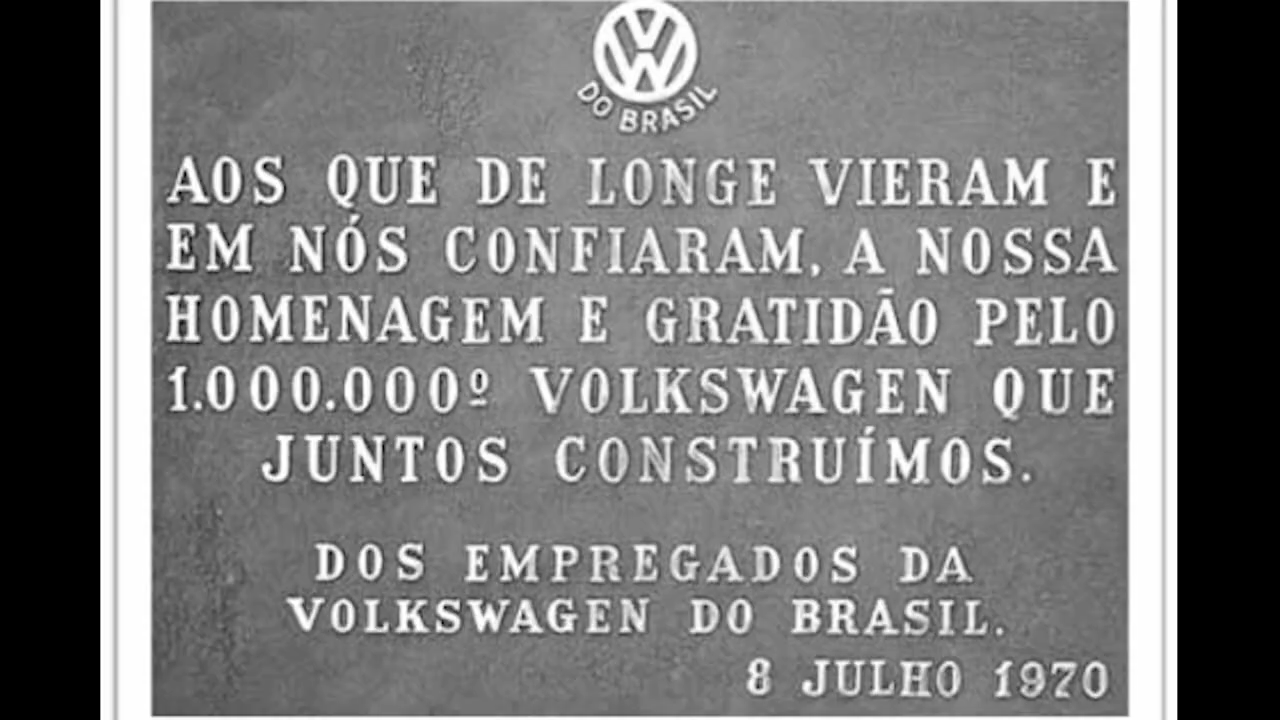 VW
DO BRASIL
AOS QUE DE LONGE VIERAM E
EM NÓS CONFIARAM, A NOSSA
HOMENAGEM E GRATIDÃO PELO
1.000.000º VOLKSWAGEN QUE
JUNTOS CONSTRUÍMOS.
DOS EMPREGADOS DA
VOLKSWAGEN DO BRASIL.
8 JULHO 1970